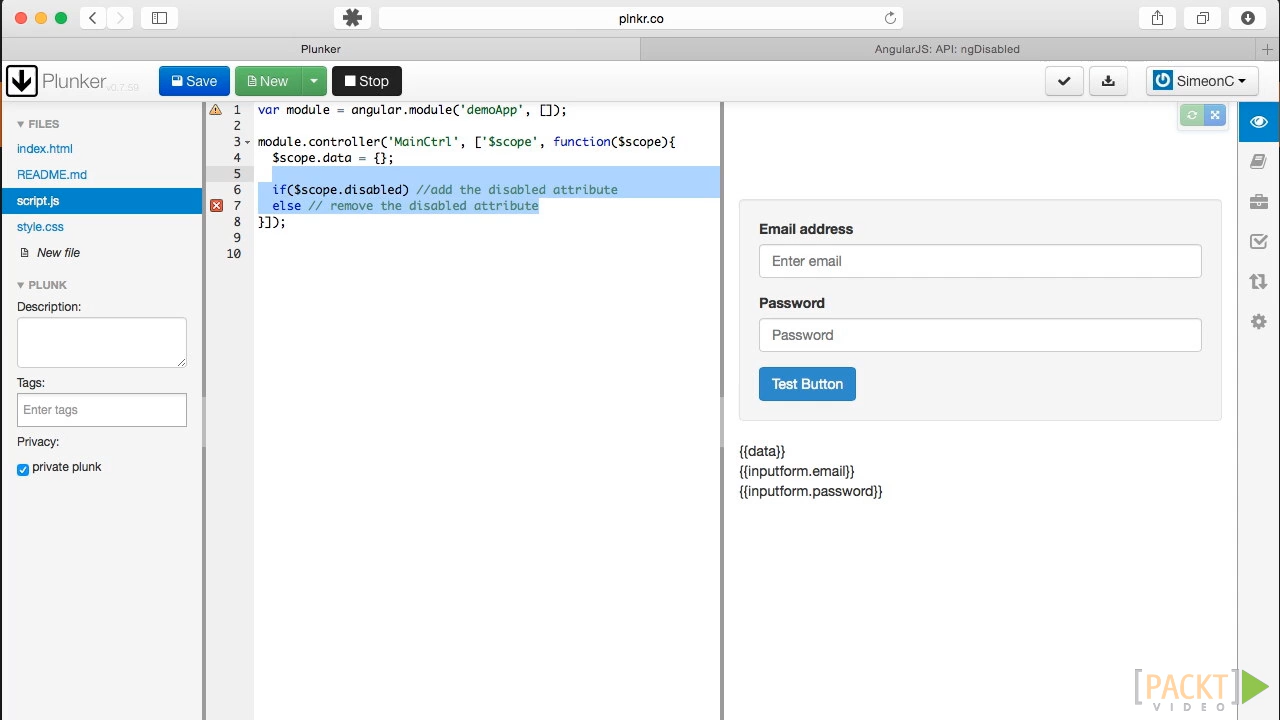 plnkr.co
Plunker
AngularJS: API: ngDisabled
Plunker v0.7.59
Save
New
Stop
SimeonC
FILES
index.html
README.md
script.js
style.css
New file
PLUNK
Description:
Tags:
Enter tags
Privacy:
private plunk
1 var module = angular.module('demoApp', []);
2
3 module.controller('MainCtrl', ['$scope', function($scope){
4 $scope.data = {};
5
6 if($scope.disabled) //add the disabled attribute
7 else // remove the disabled attribute
8 }]);
9
10
Email address
Enter email
Password
Password
Test Button
{{data}}
{{inputform.email}}
{{inputform.password}}
[PACKT]
VIDEO